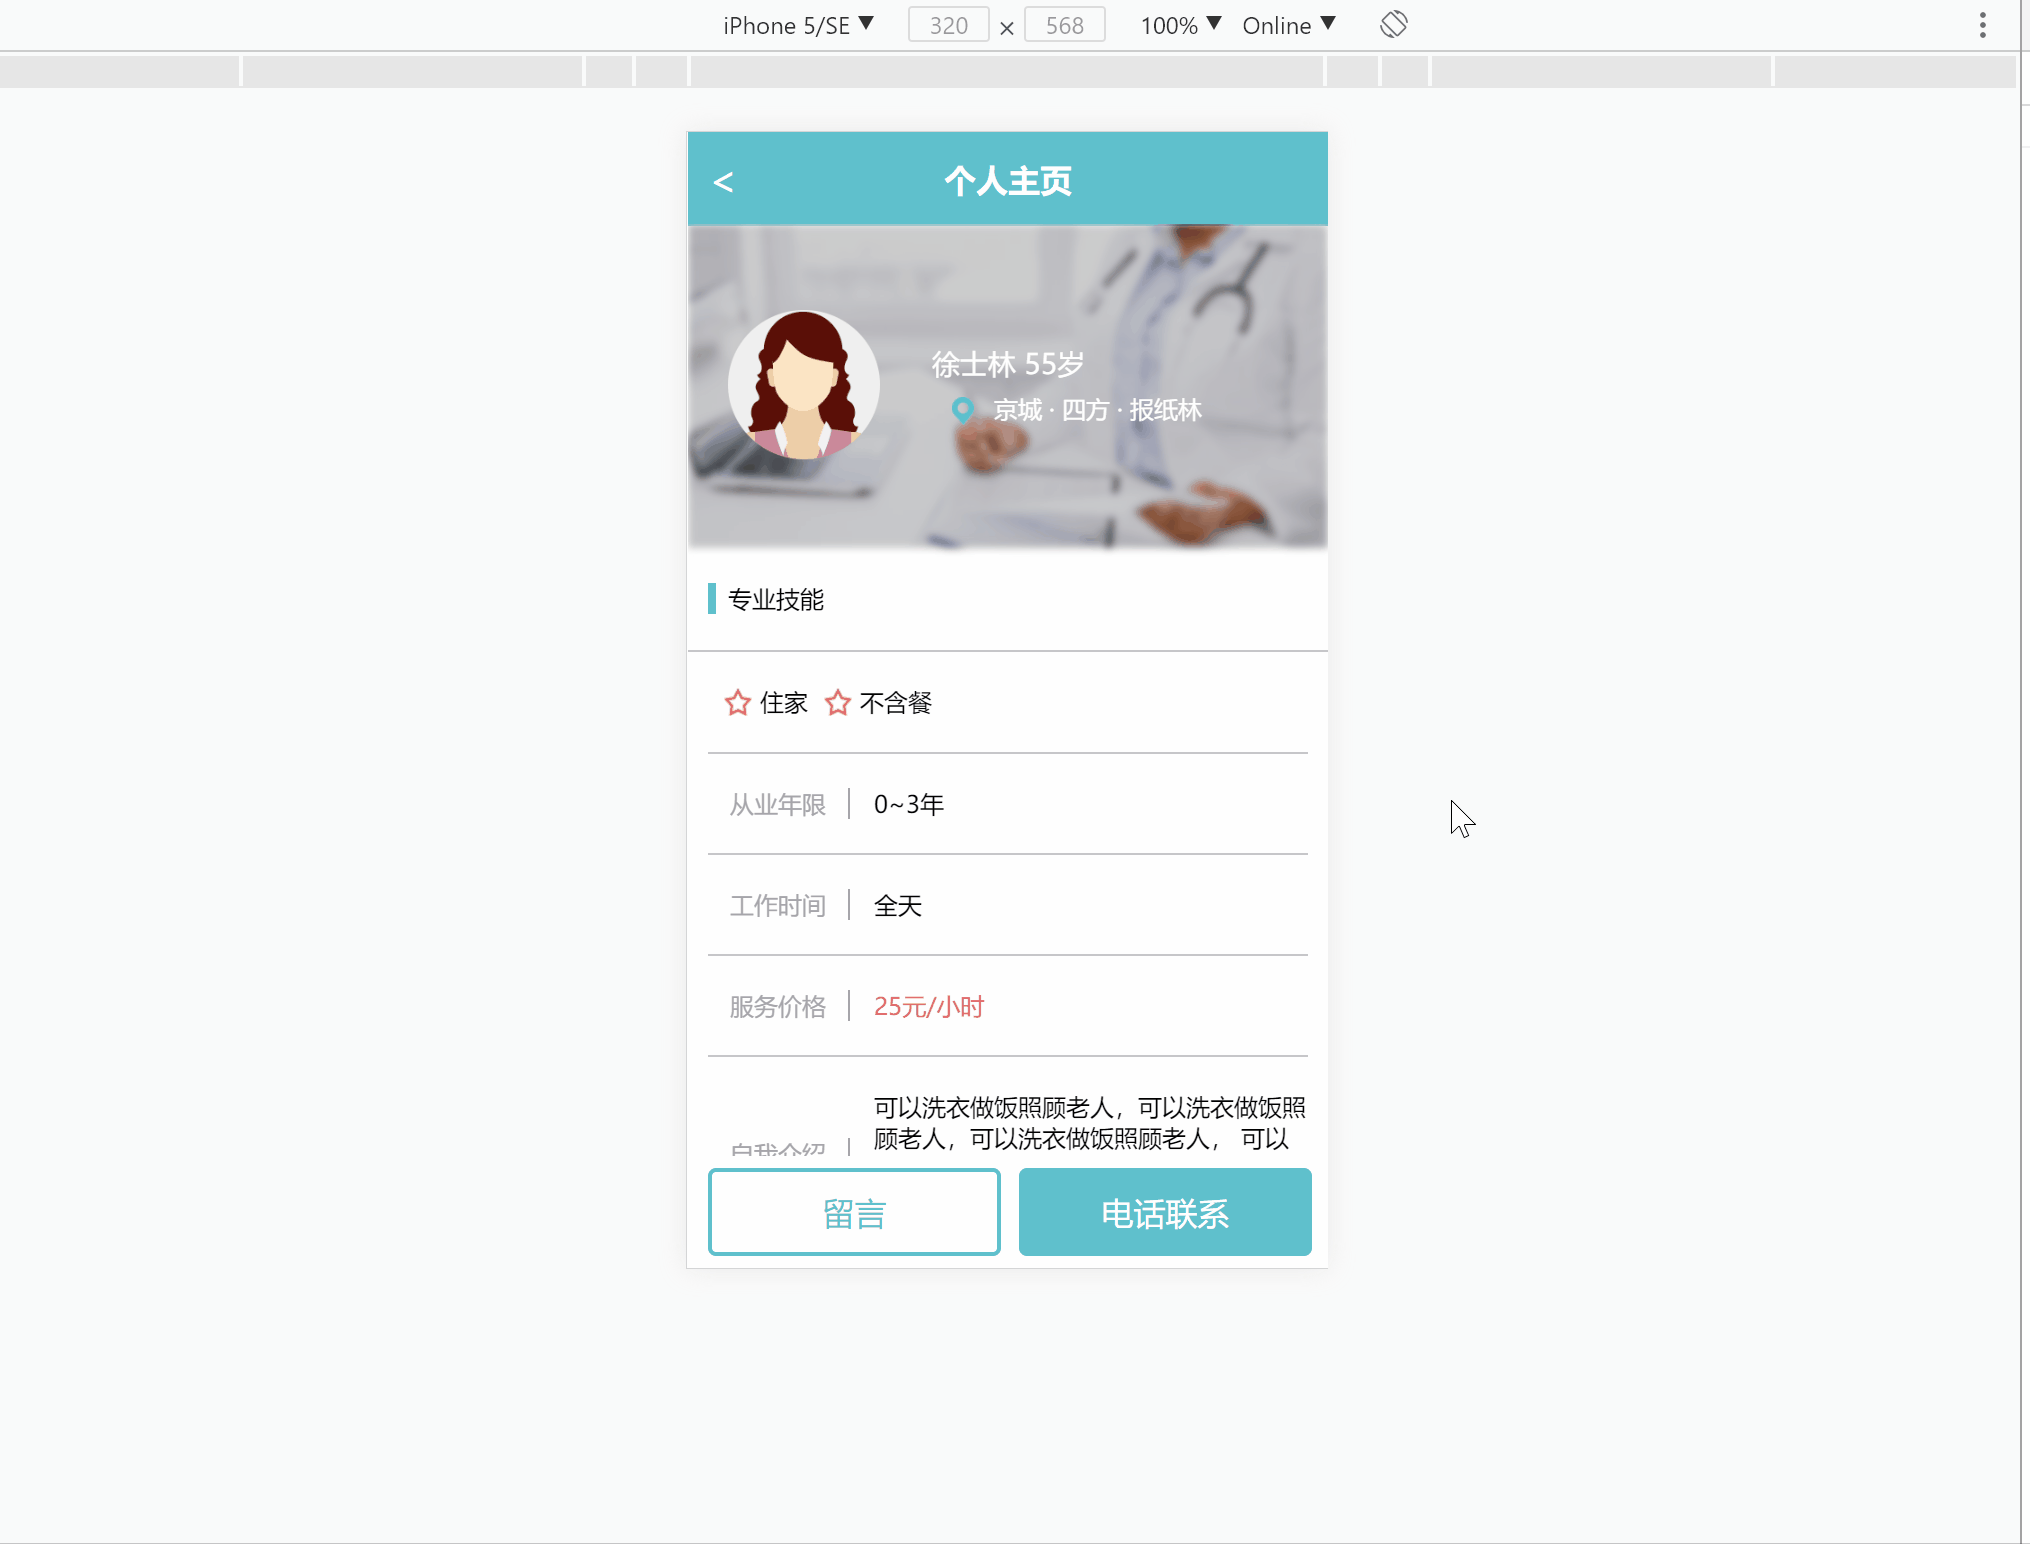 iPhone 5/SE ▼ 320 × 568 100% ▼ Online ▼
< 个人主页
徐士林 55岁
京城 · 四方 · 报纸林
专业技能
住家 不含餐
从业年限 0~3年
工作时间 全天
服务价格 25元/小时
可以洗衣做饭照顾老人，可以洗衣做饭照
顾老人，可以洗衣做饭照顾老人， 可以
自我介绍
留言 电话联系